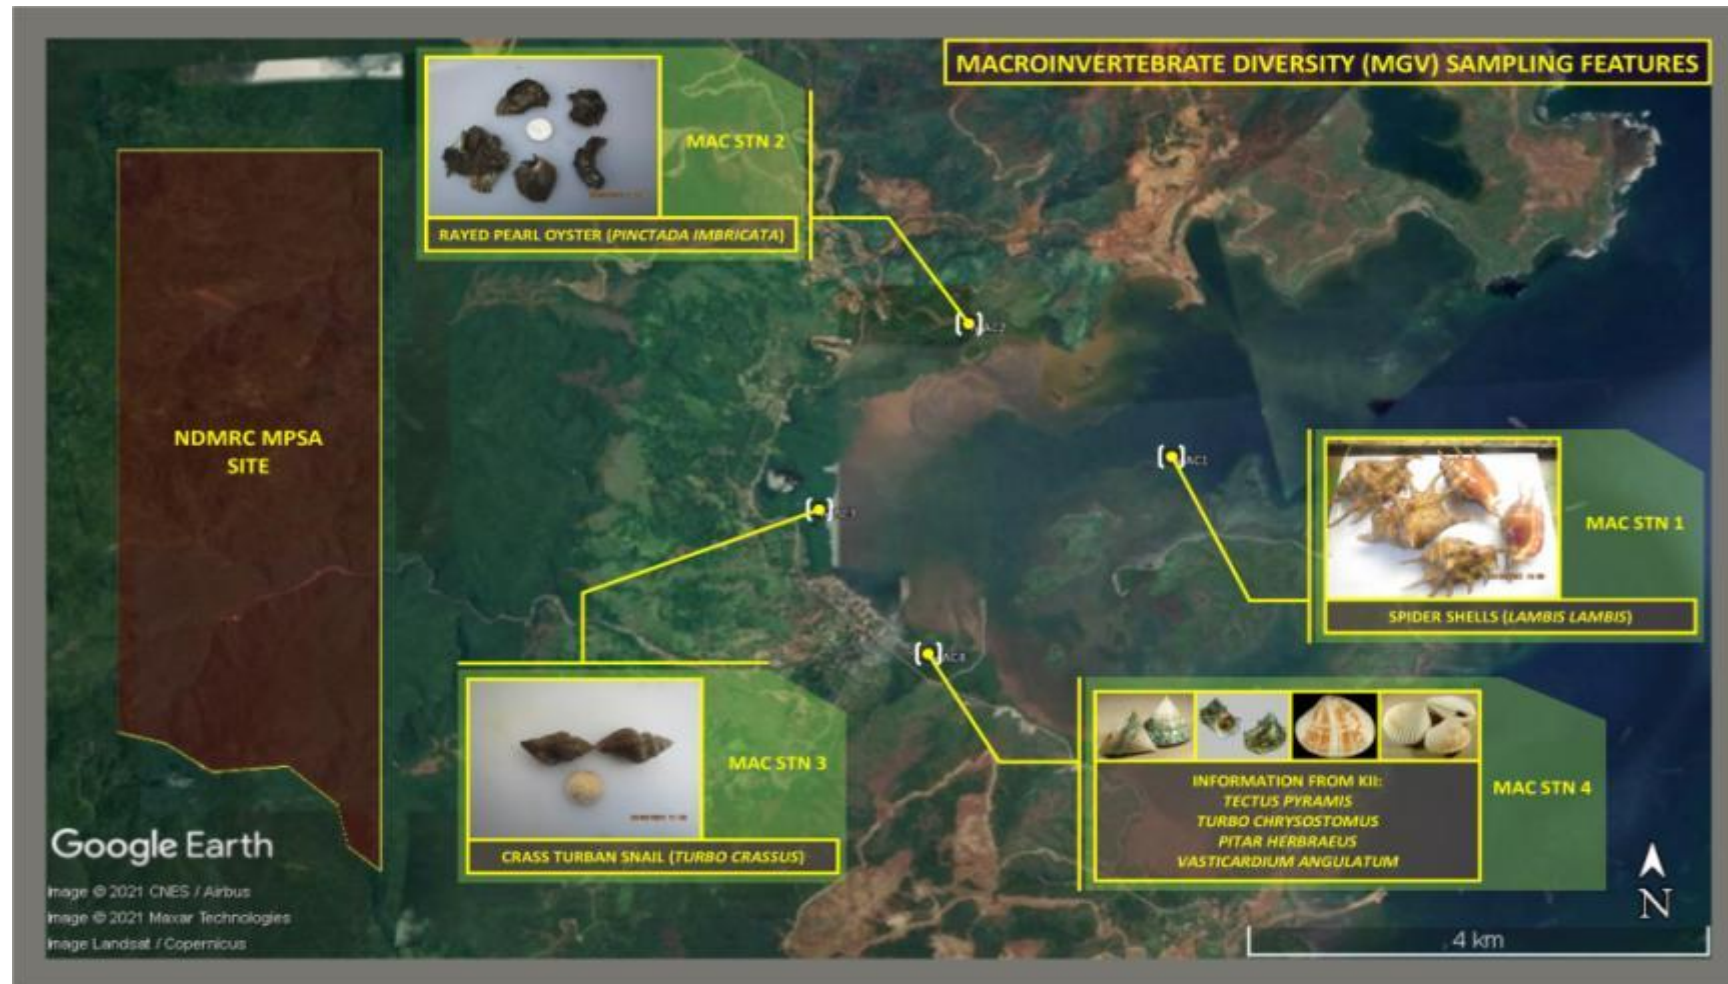 MACROINVERTEBRATE DIVERSITY (MGV) SAMPLING FEATURES
MAC STN 2
RAYED PEARL OYSTER (PINCTADA IMBRICATA)
AC2
NDMRC MPSA
SITE
AC1
MAC STN 1
SPIDER SHELLS (LAMBIS LAMBIS)
MAC STN 3
CRASS TURBAN SNAIL (TURBO CRASSUS)
INFORMATION FROM KII:
TECTUS PYRAMIS
TURBO CHRYSOSTOMUS
PITAR HERBRAEUS
VASTICARDIUM ANGULATUM
MAC STN 4
Google Earth
Image © 2021 CNES / Airbus
Image © 2021 Maxar Technologies
Image Landsat / Copernicus
N
4 km